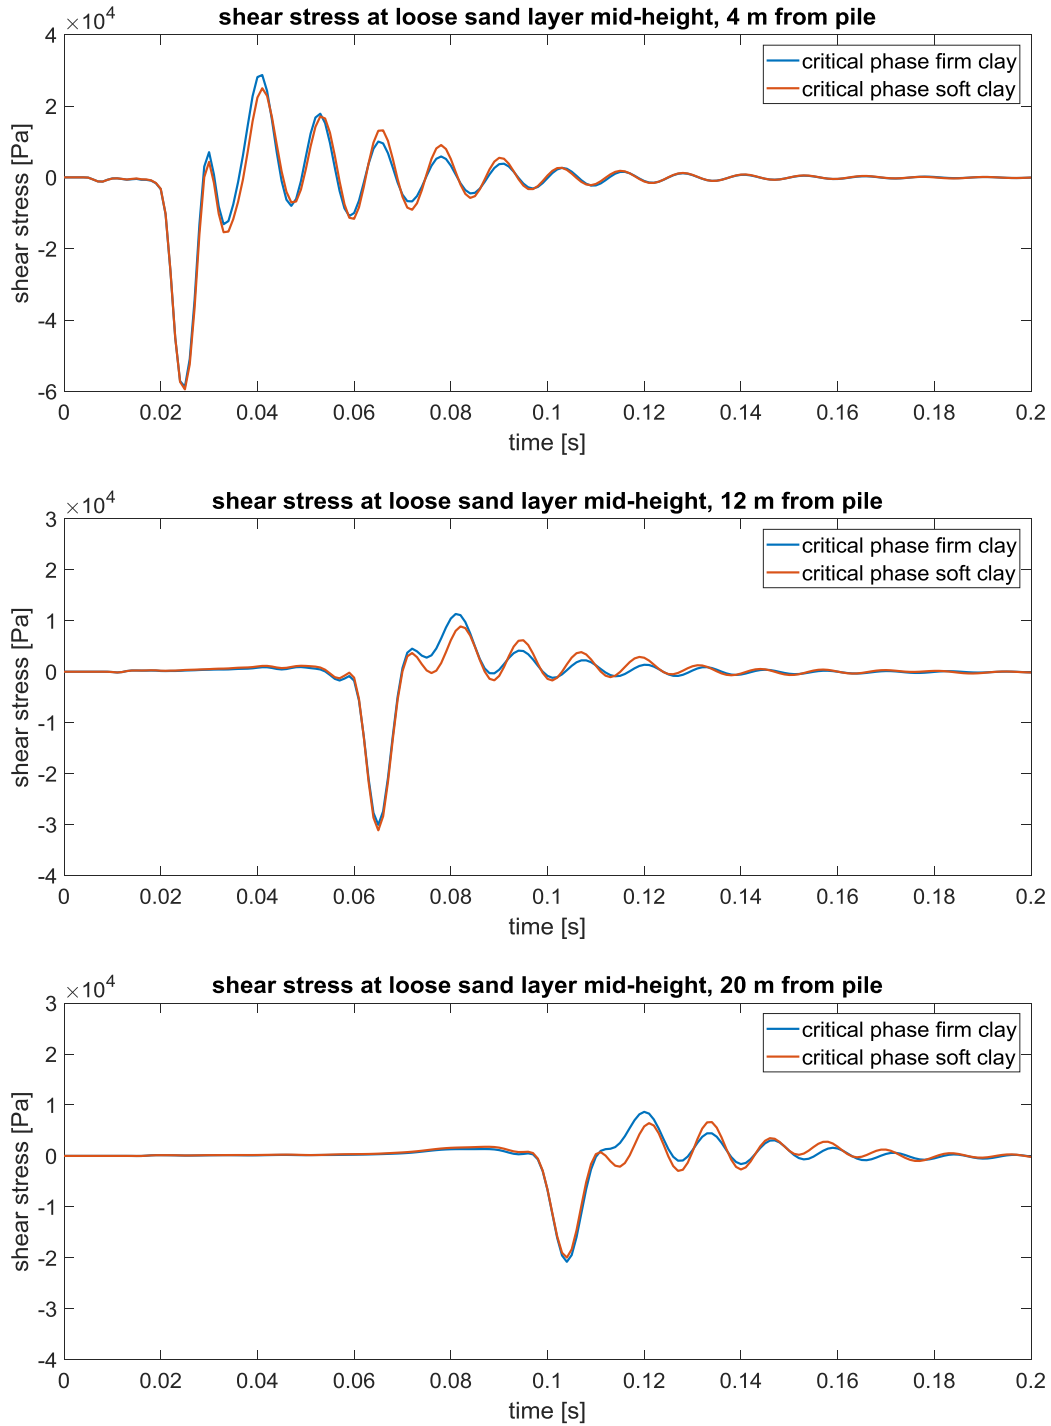 shear stress at loose sand layer mid-height, 4 m from pile
×10⁴
critical phase firm clay
critical phase soft clay
shear stress [Pa]
4
2
0
-2
-4
-6
0 0.02 0.04 0.06 0.08 0.1 0.12 0.14 0.16 0.18 0.2
time [s]
shear stress at loose sand layer mid-height, 12 m from pile
×10⁴
critical phase firm clay
critical phase soft clay
shear stress [Pa]
3
2
1
0
-1
-2
-3
-4
0 0.02 0.04 0.06 0.08 0.1 0.12 0.14 0.16 0.18 0.2
time [s]
shear stress at loose sand layer mid-height, 20 m from pile
×10⁴
critical phase firm clay
critical phase soft clay
shear stress [Pa]
3
2
1
0
-1
-2
-3
-4
0 0.02 0.04 0.06 0.08 0.1 0.12 0.14 0.16 0.18 0.2
time [s]